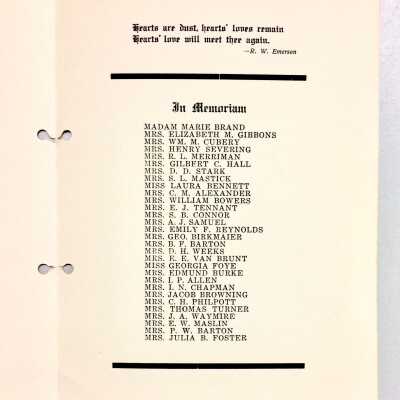 Hearts are dust, hearts' loves remain
Hearts' love will meet thee again.
—R. W. Emerson
In Memoriam
MADAM MARIE BRAND
MRS. ELIZABETH M. GIBBONS
MRS. WM. M. CUBERY
MRS. HENRY SEVERING
MRS. R. L. MERRIMAN
MRS. GILBERT C. HALL
MRS. D. D. STARK
MRS. S. L. MASTICK
MISS LAURA BENNETT
MRS. C. M. ALEXANDER
MRS. WILLIAM BOWERS
MRS. E. J. TENNANT
MRS. S. B. CONNOR
MRS. A. J. SAMUEL
MRS. EMILY F. REYNOLDS
MRS. GEO. BIRKMAIER
MRS. B. F. BARTON
MRS. D. H. WEEKS
MRS. E. E. VAN BRUNT
MISS GEORGIA FOYE
MRS. EDMUND BURKE
MRS. I. P. ALLEN
MRS. I. N. CHAPMAN
MRS. JACOB BROWNING
MRS. C. H. PHILPOTT
MRS. THOMAS TURNER
MRS. J. A. WAYMIRE
MRS. E. W. MASLIN
MRS. P. W. BARTON
MRS. JULIA B. FOSTER